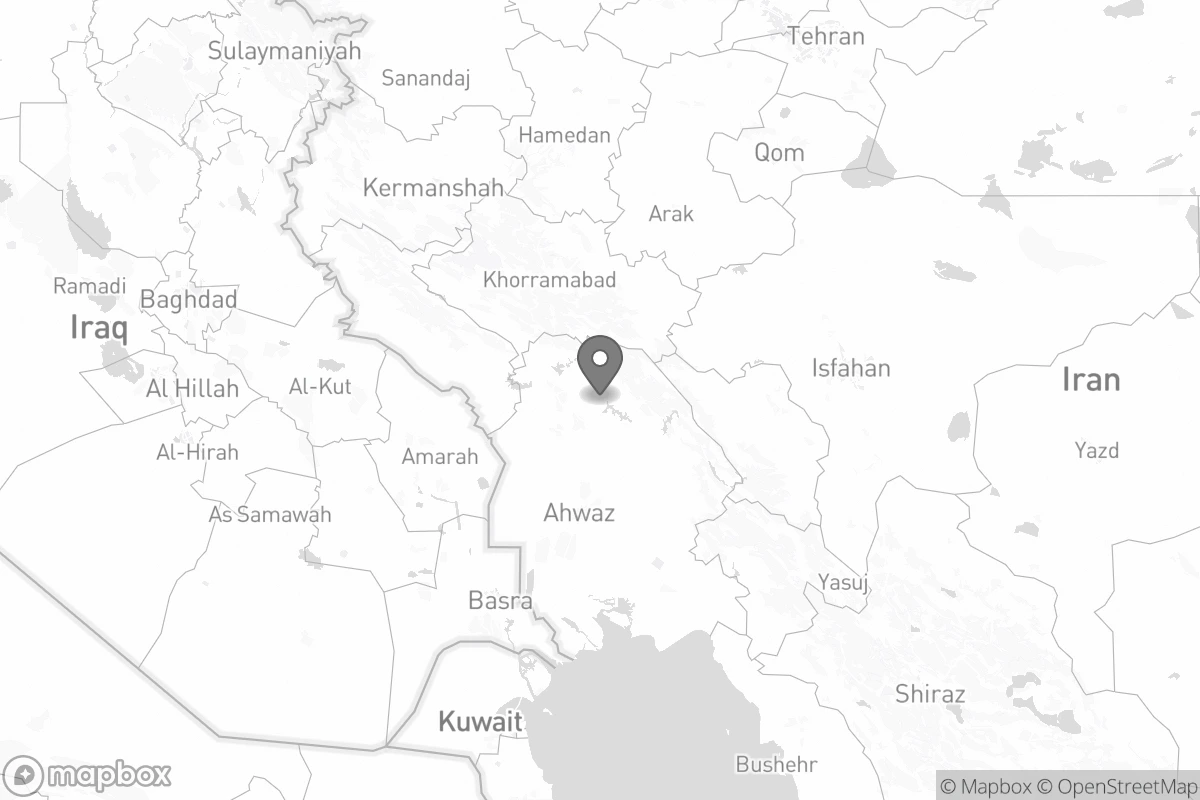 Tehran
Sulaymaniyah
Sanandaj
Hamedan
Qom
Kermanshah
Arak
Khorramabad
Ramadi
Baghdad
Iraq
Isfahan
Iran
Al Hillah
Al-Kut
Al-Hirah
Amarah
Yazd
As Samawah
Ahwaz
Yasuj
Basra
Shiraz
Kuwait
Bushehr
mapbox
© Mapbox © OpenStreetMap